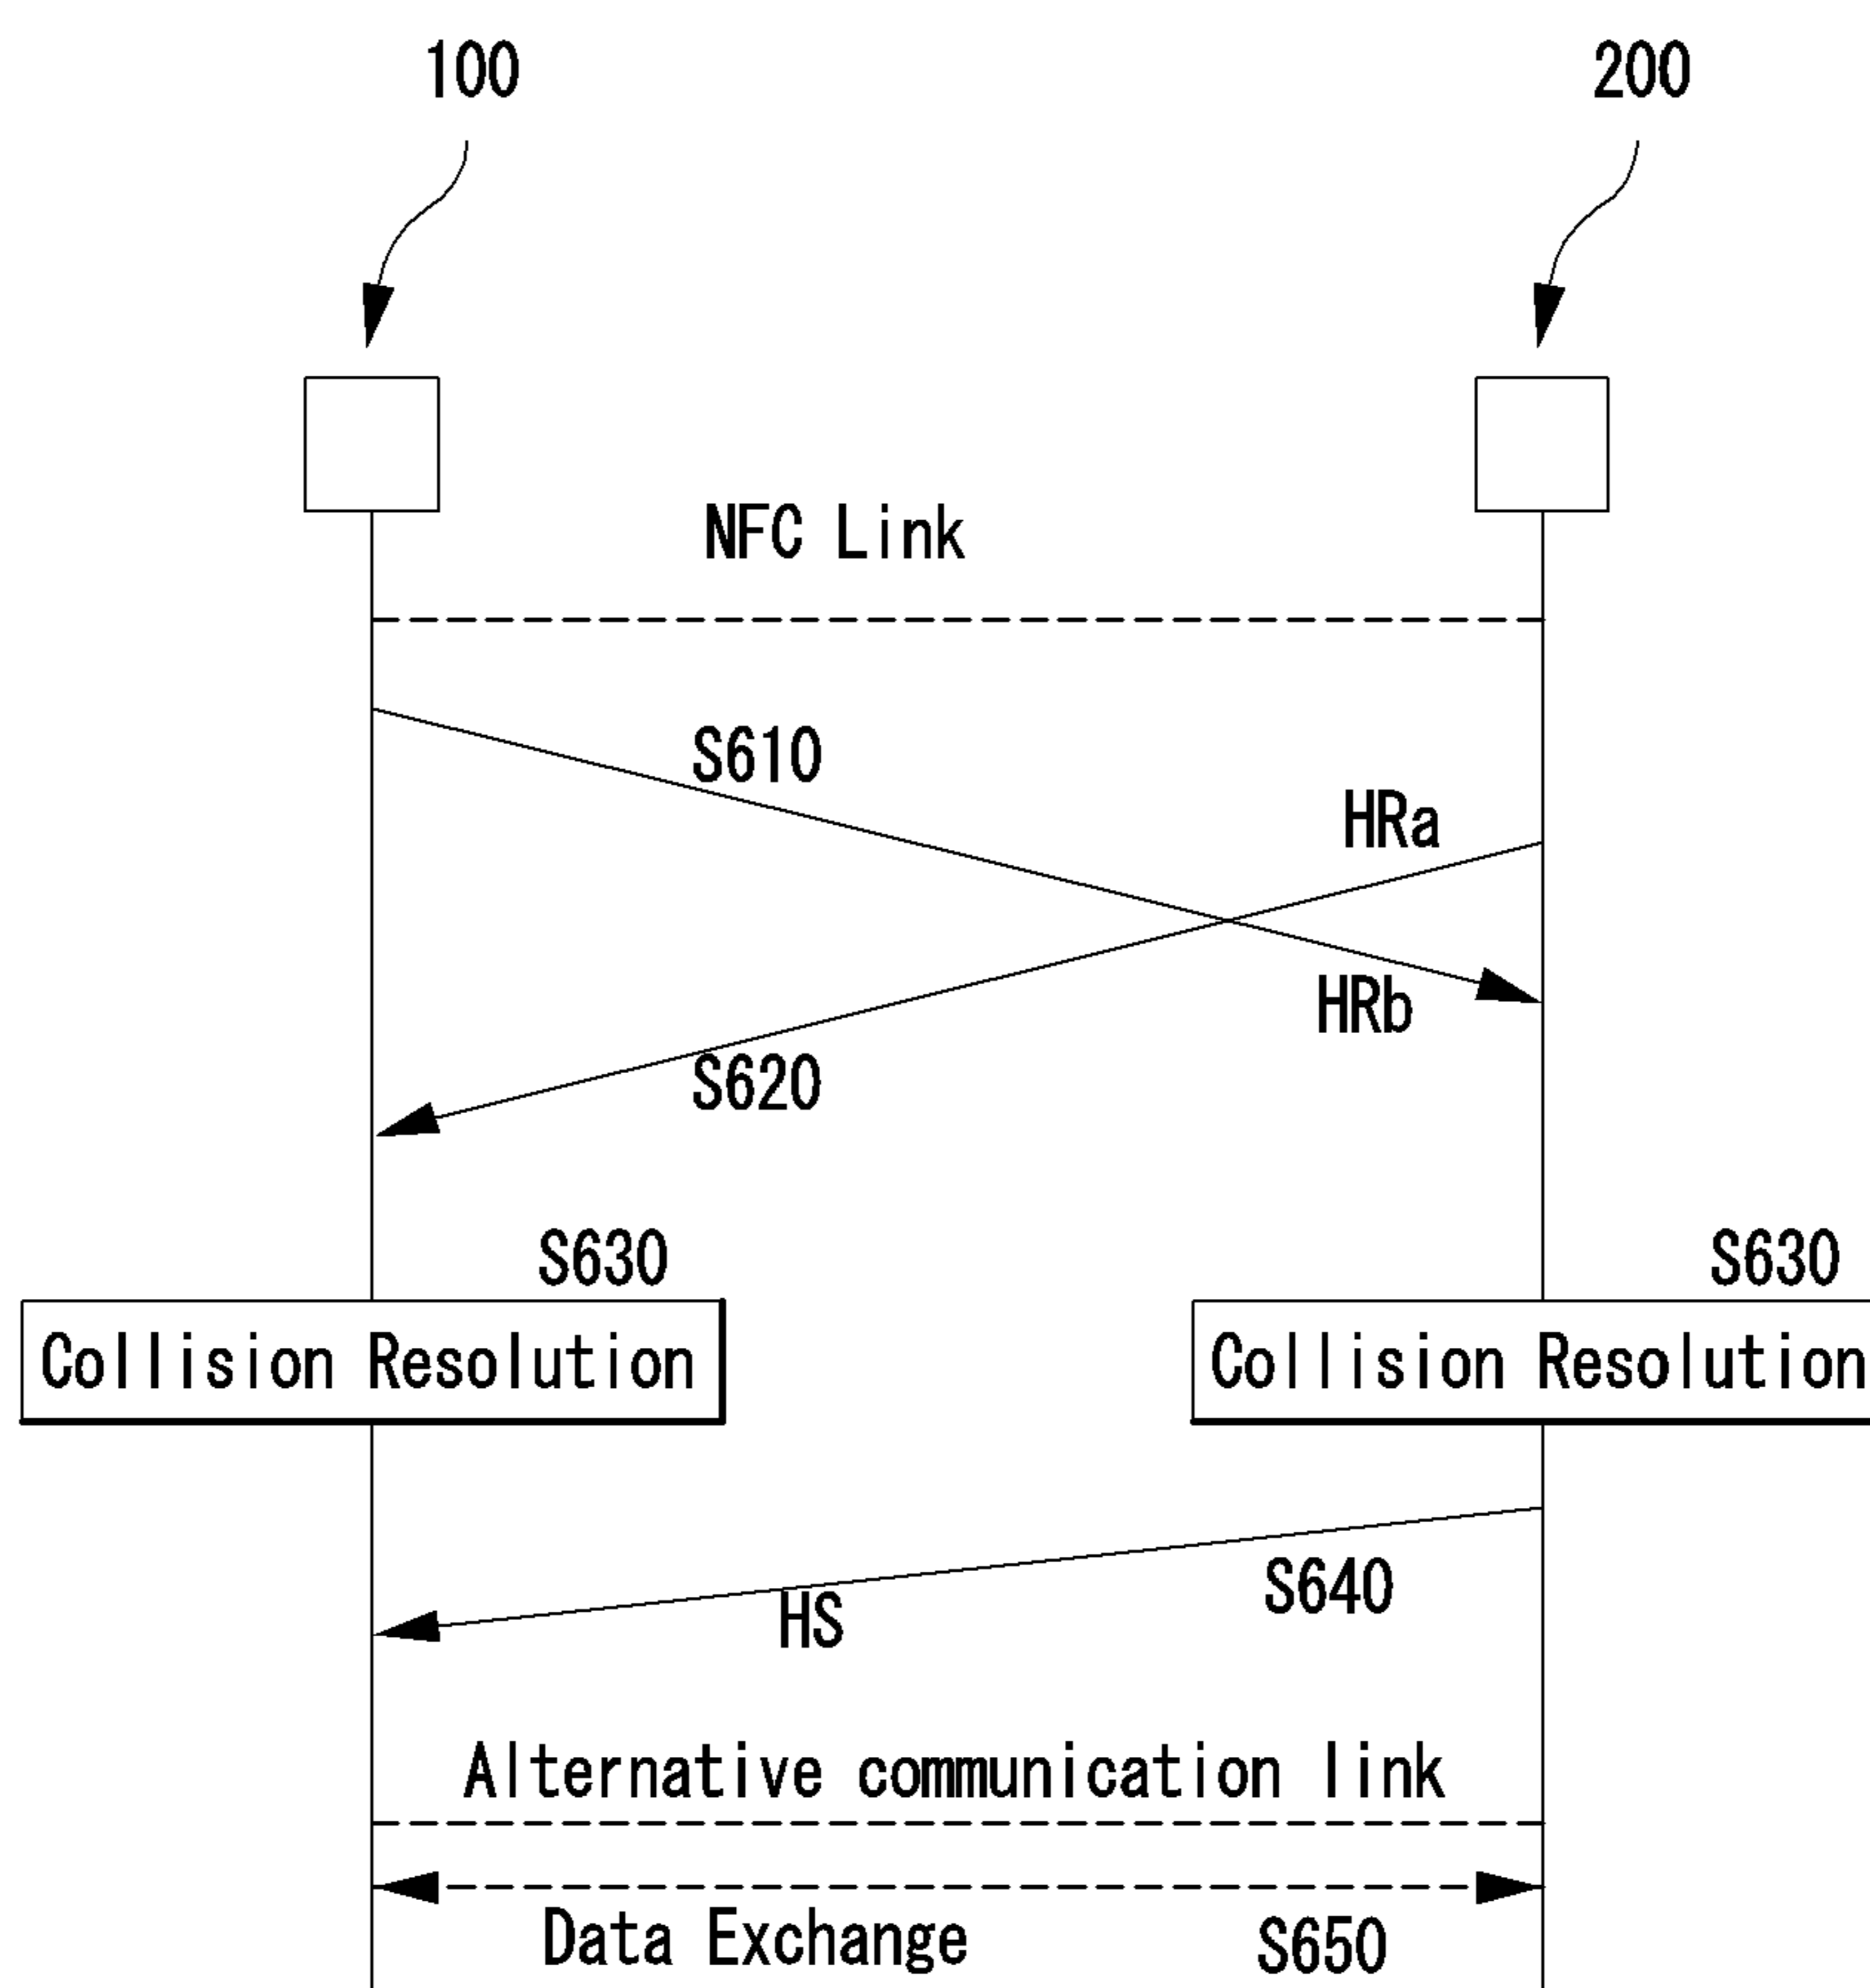 100
200
NFC Link
S610
HRa
HRb
S620
S630
S630
Collision Resolution
Collision Resolution
S640
HS
Alternative communication link
Data Exchange
S650